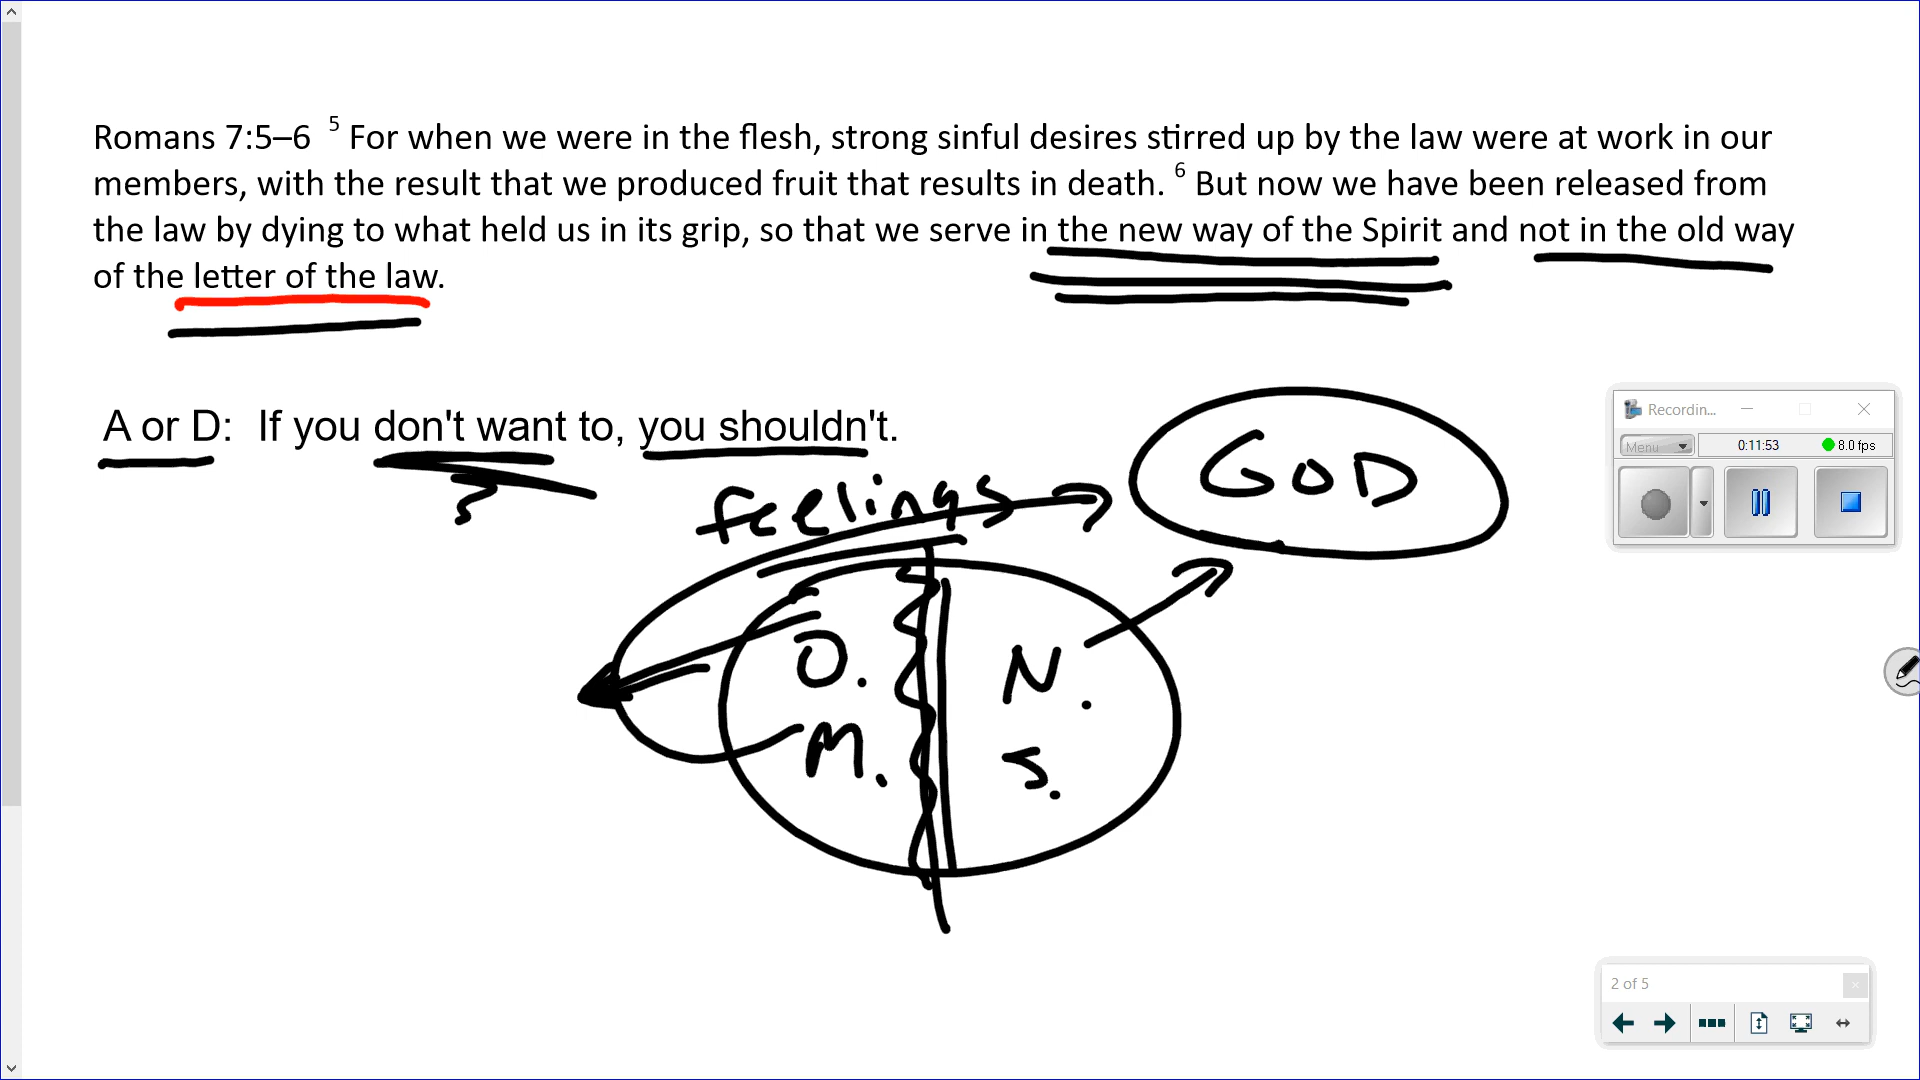 Romans 7:5–6 ⁵ For when we were in the flesh, strong sinful desires stirred up by the law were at work in our
members, with the result that we produced fruit that results in death. ⁶ But now we have been released from
the law by dying to what held us in its grip, so that we serve in the new way of the Spirit and not in the old way
of the letter of the law.
A or D: If you don't want to, you shouldn't.
GOD
feelings
O. N.
M. S.
Recordin...
Menu 0:11:53 8.0 fps
2 of 5